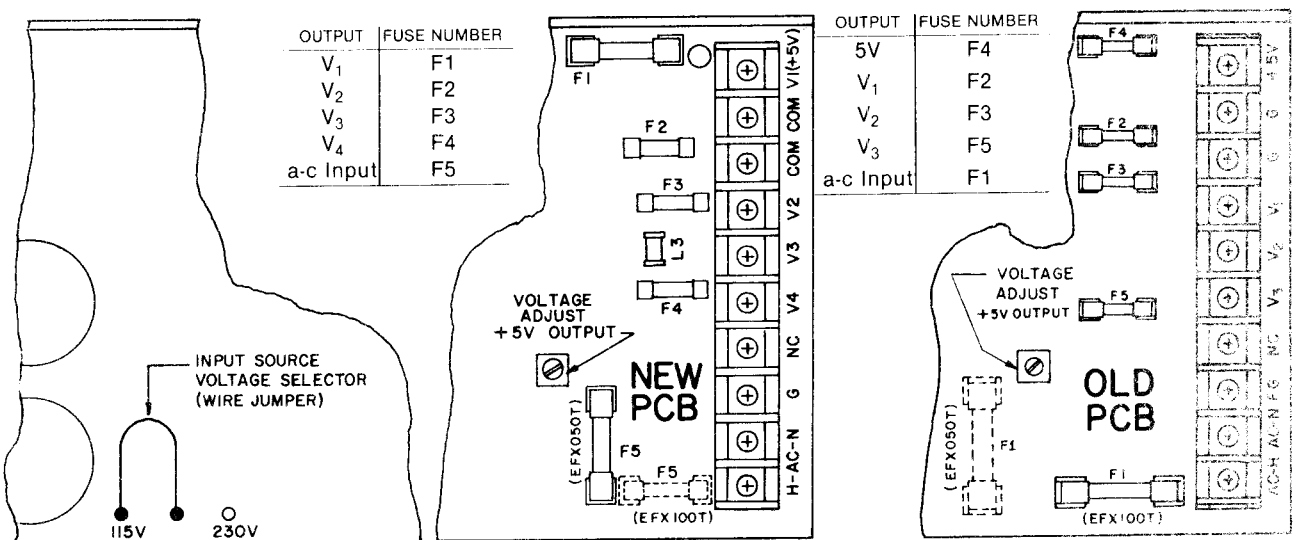 OUTPUT FUSE NUMBER
V1 F1
V2 F2
V3 F3
V4 F4
a-c Input F5
INPUT SOURCE
VOLTAGE SELECTOR
(WIRE JUMPER)
115V
230V
F1
F2
F3
L3
F4
VOLTAGE
ADJUST
+5V OUTPUT
NEW
PCB
(EFX050T)
F5
F5
(EFX100T)
V1(+5V)
COM
COM
V2
V3
V4
NC
G
H-AC-N
OUTPUT FUSE NUMBER
5V F4
V1 F2
V2 F3
V3 F5
a-c Input F1
F4
F2
F3
F5
VOLTAGE
ADJUST
+5V OUTPUT
OLD
PCB
(EFX050T)
F1
F1
(EFX100T)
+5V
G
G
V1
V2
V3
NC
FG
AC-H AC-N